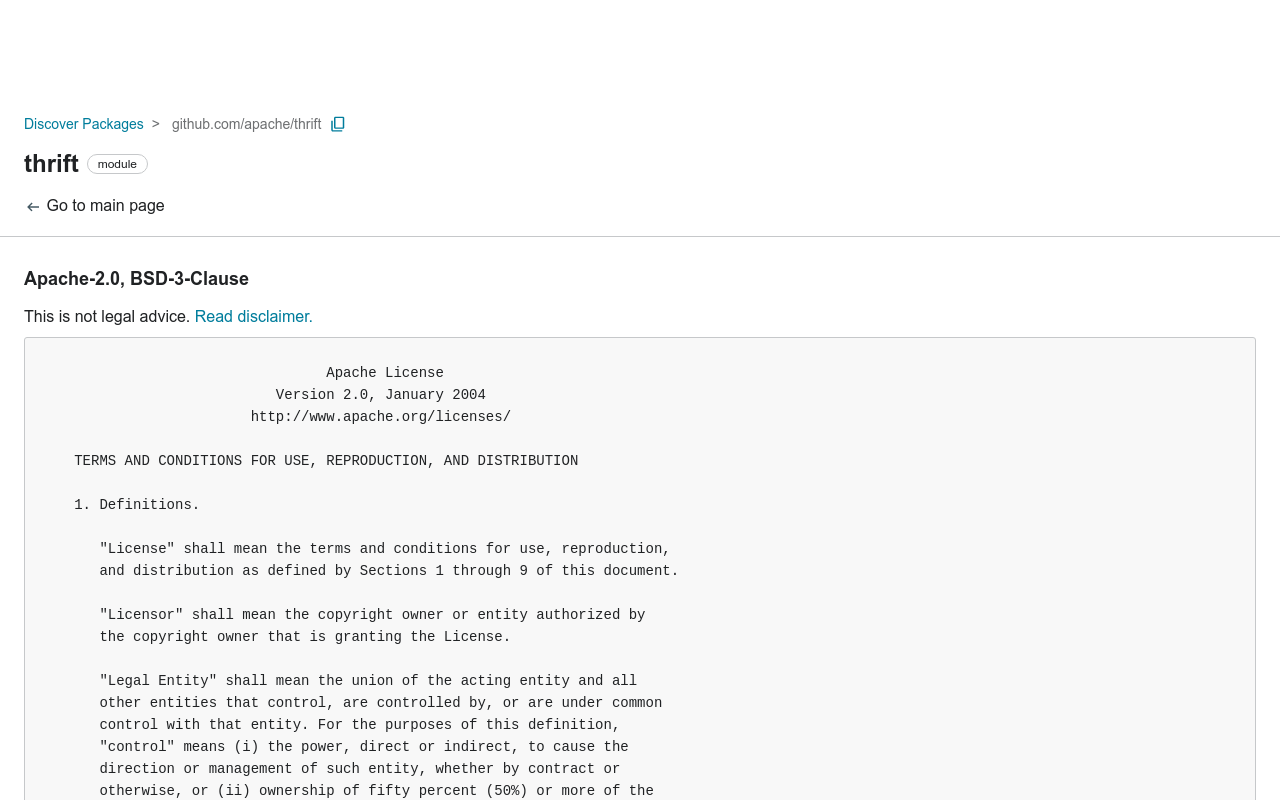 Discover Packages > github.com/apache/thrift
thrift module
← Go to main page
Apache-2.0, BSD-3-Clause
This is not legal advice. Read disclaimer.
Apache License
Version 2.0, January 2004
http://www.apache.org/licenses/
TERMS AND CONDITIONS FOR USE, REPRODUCTION, AND DISTRIBUTION
1. Definitions.
"License" shall mean the terms and conditions for use, reproduction,
and distribution as defined by Sections 1 through 9 of this document.
"Licensor" shall mean the copyright owner or entity authorized by
the copyright owner that is granting the License.
"Legal Entity" shall mean the union of the acting entity and all
other entities that control, are controlled by, or are under common
control with that entity. For the purposes of this definition,
"control" means (i) the power, direct or indirect, to cause the
direction or management of such entity, whether by contract or
otherwise, or (ii) ownership of fifty percent (50%) or more of the